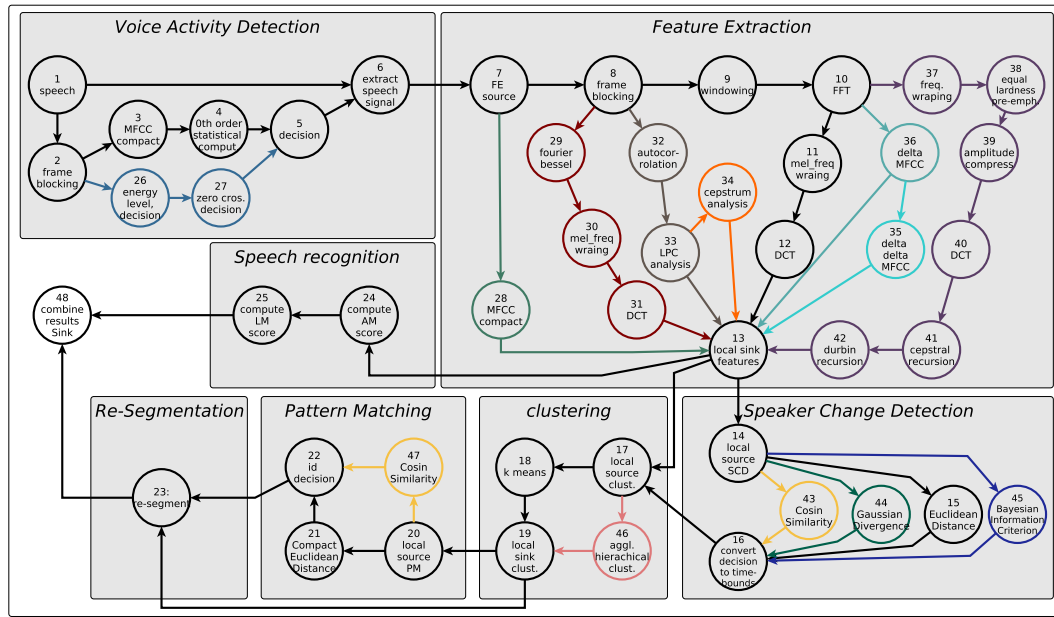 Voice Activity Detection
1
speech
2
frame
blocking
3
MFCC
compact
4
0th order
statistical
comput
5
decision
6
extract
speech
signal
26
energy
level,
decision
27
zero cros.
decision
Feature Extraction
7
FE
source
8
frame
blocking
9
windowing
10
FFT
37
freq.
wraping
38
equal
lardness
pre-emph.
29
fourier
bessel
32
autocor-
rolation
11
mel_freq
wraing
36
delta
MFCC
39
amplitude
compress
34
cepstrum
analysis
30
mel_freq
wraing
33
LPC
analysis
12
DCT
35
delta
delta
MFCC
40
DCT
28
MFCC
compact
31
DCT
13
local sink
features
42
durbin
recursion
41
cepstral
recursion
Speech recognition
48
combine
results
Sink
25
compute
LM
score
24
compute
AM
score
Re-Segmentation
23:
re-segment
Pattern Matching
22
id
decision
47
Cosin
Similarity
21
Compact
Euclidean
Distance
20
local
source
PM
clustering
18
k means
17
local
source
clust.
19
local
sink
clust.
46
aggl.
hierachical
clust.
Speaker Change Detection
14
local
source
SCD
43
Cosin
Similarity
44
Gaussian
Divergence
15
Euclidean
Distance
45
Bayesian
Information
Criterion
16
convert
decision
to time-
bounds